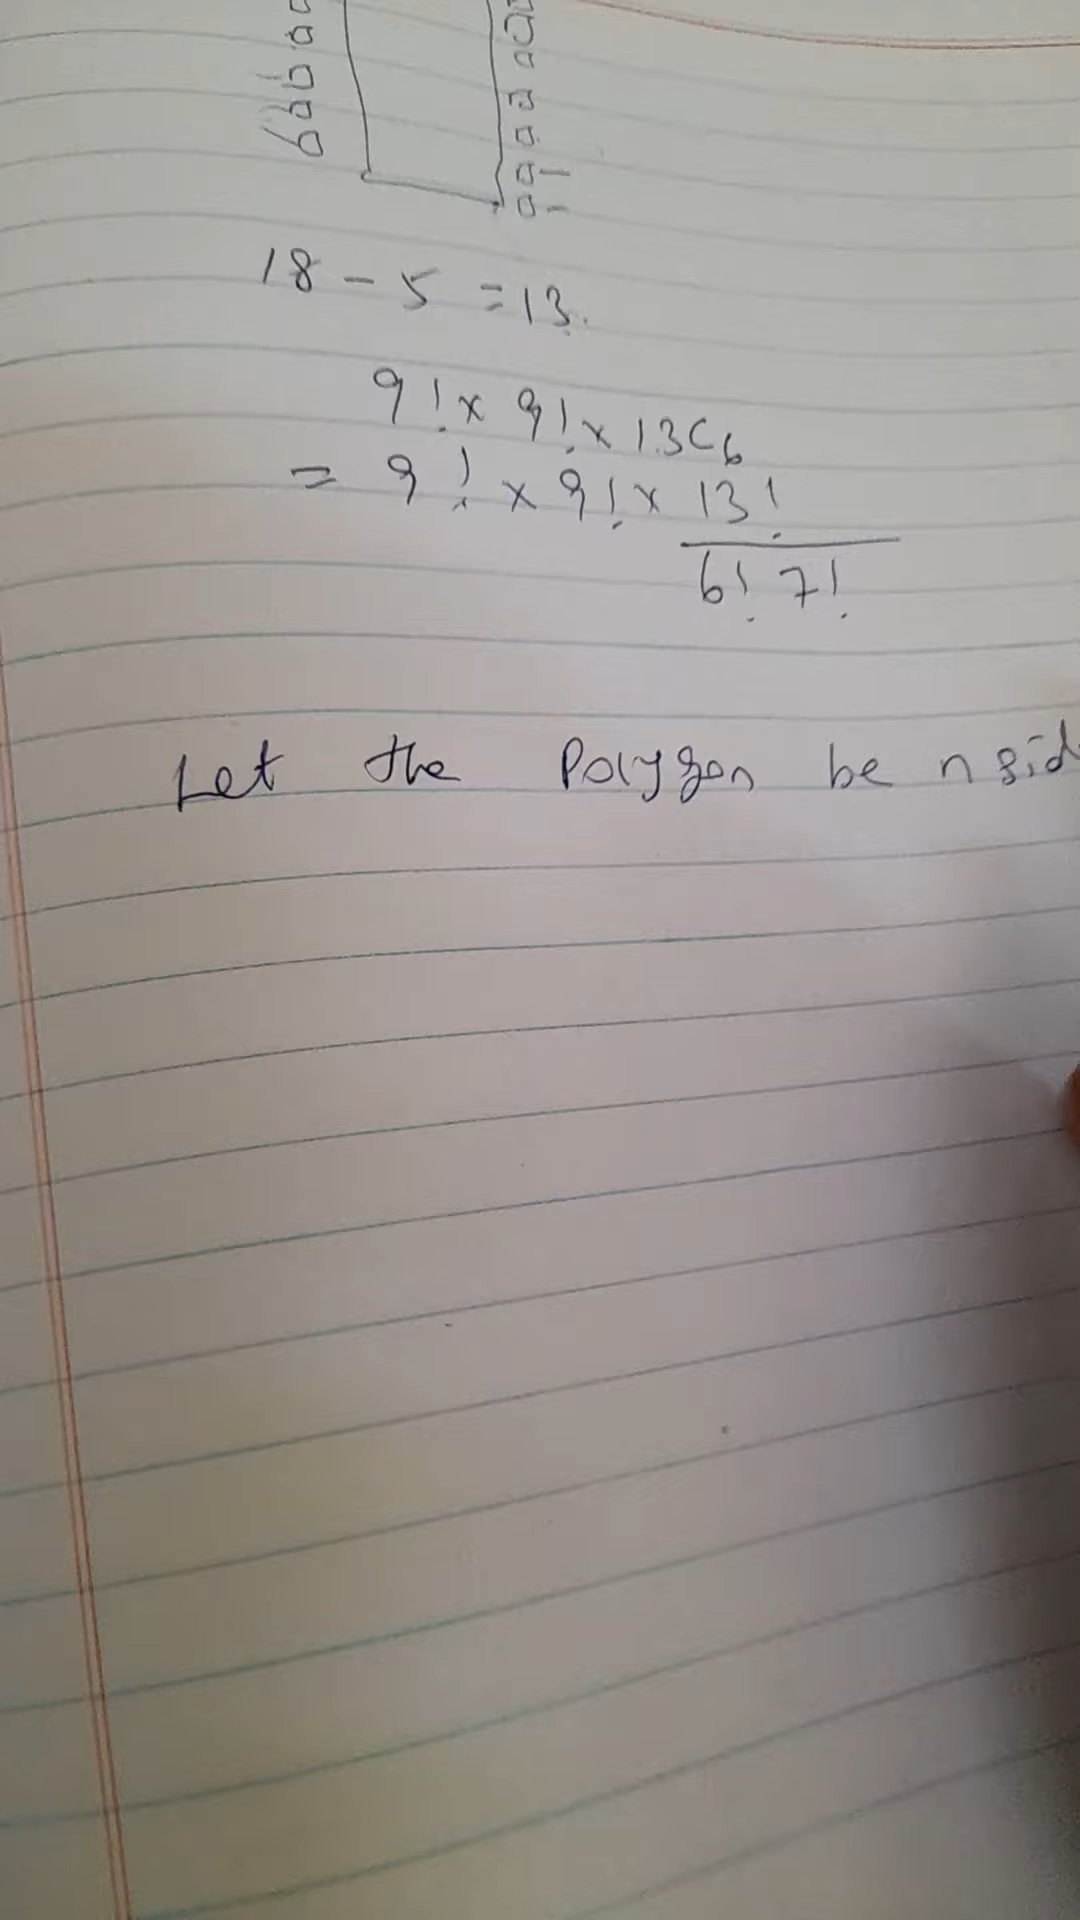 18 - 5 = 13.
9! x 9! x 13C6
= 9! x 9! x 13!
6! 7!
Let the Polygon be n sid